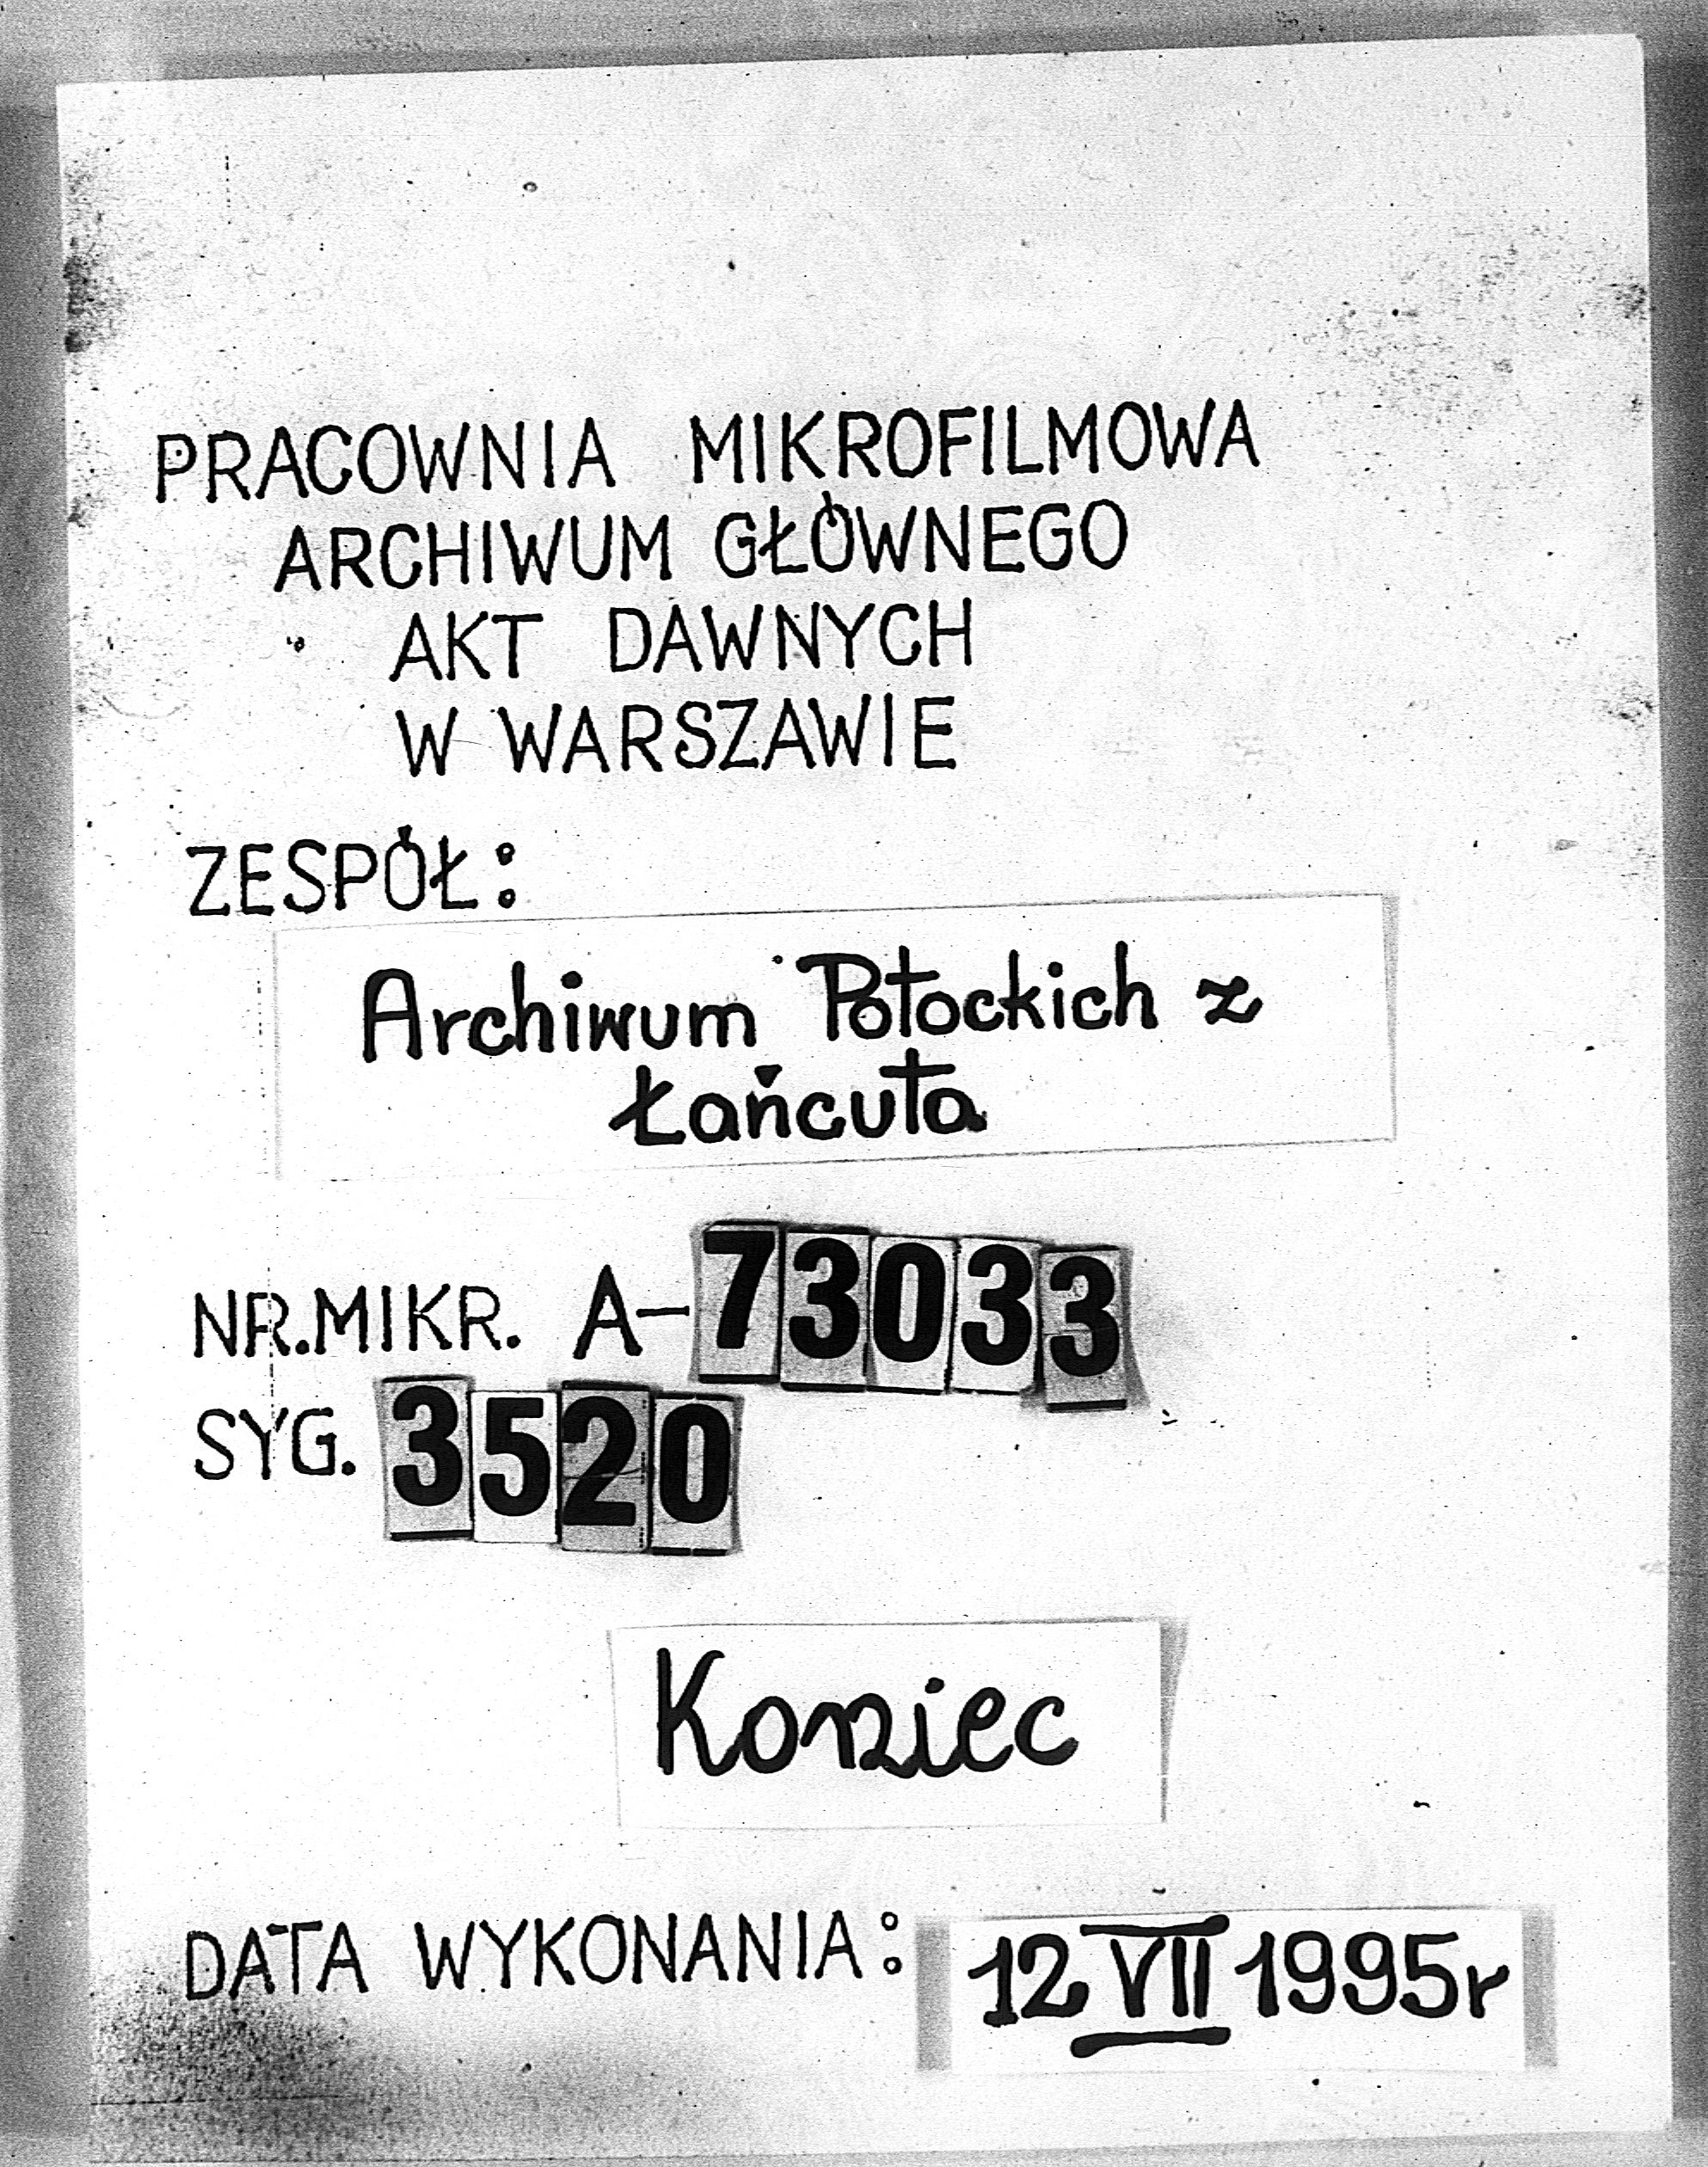 PRACOWNIA MIKROFILMOWA
ARCHIWUM GŁÓWNEGO
AKT DAWNYCH
W WARSZAWIE
ZESPÓŁ:
Archiwum Potockich z
Łańcuta
NR.MIKR. A-73033
SYG. 3520
Koniec
DATA WYKONANIA: 12 VII 1995r